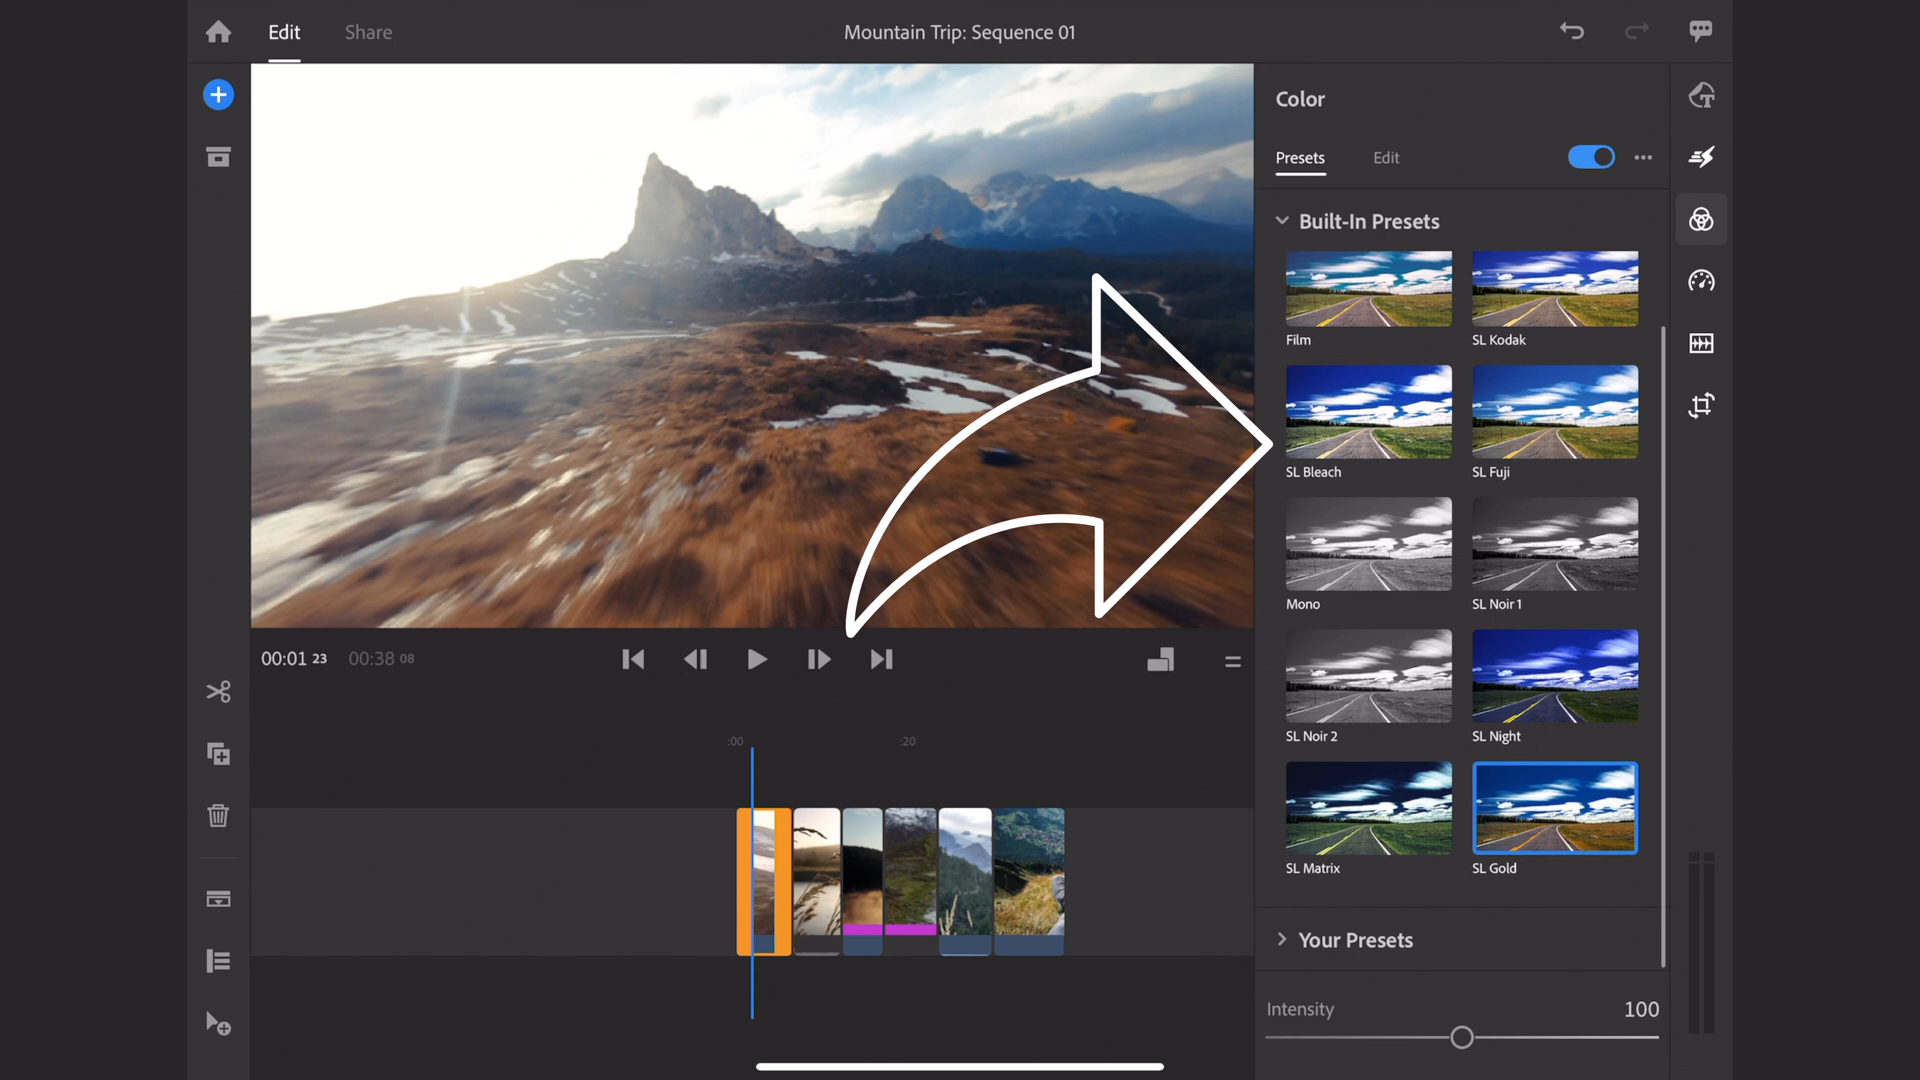 Edit Share Mountain Trip: Sequence 01
Color
Presets Edit
Built-In Presets
Film SL Kodak
SL Bleach SL Fuji
Mono SL Noir 1
SL Noir 2 SL Night
SL Matrix SL Gold
Your Presets
Intensity 100
00:01 23 00:38 08
:00 :20